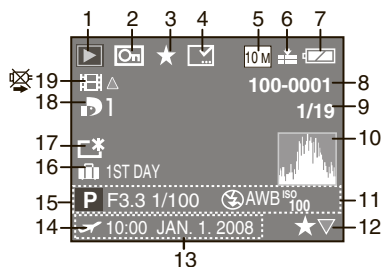 1 2 3 4 5 6 7
10 M
19 100-0001 8
18 1 1/19 9
17 10
16 1ST DAY
15 P F3.3 1/100 AWB ISO 100 11
14 10:00 JAN. 1. 2008 12
13